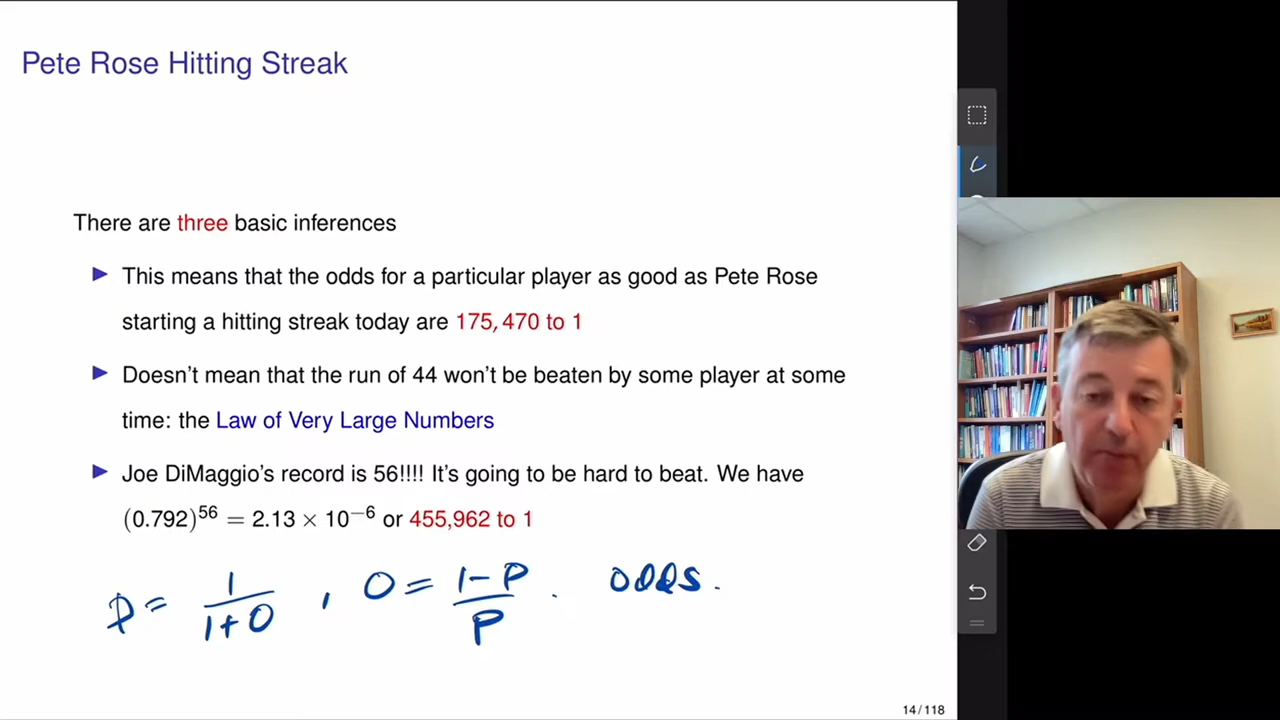 Pete Rose Hitting Streak
There are three basic inferences
▶ This means that the odds for a particular player as good as Pete Rose
starting a hitting streak today are 175, 470 to 1
▶ Doesn't mean that the run of 44 won't be beaten by some player at some
time: the Law of Very Large Numbers
▶ Joe DiMaggio's record is 56!!!! It's going to be hard to beat. We have
(0.792)^56 = 2.13 × 10^−6 or 455,962 to 1
P = 1/(1+O) , O = (1-P)/P . odds.
14 / 118